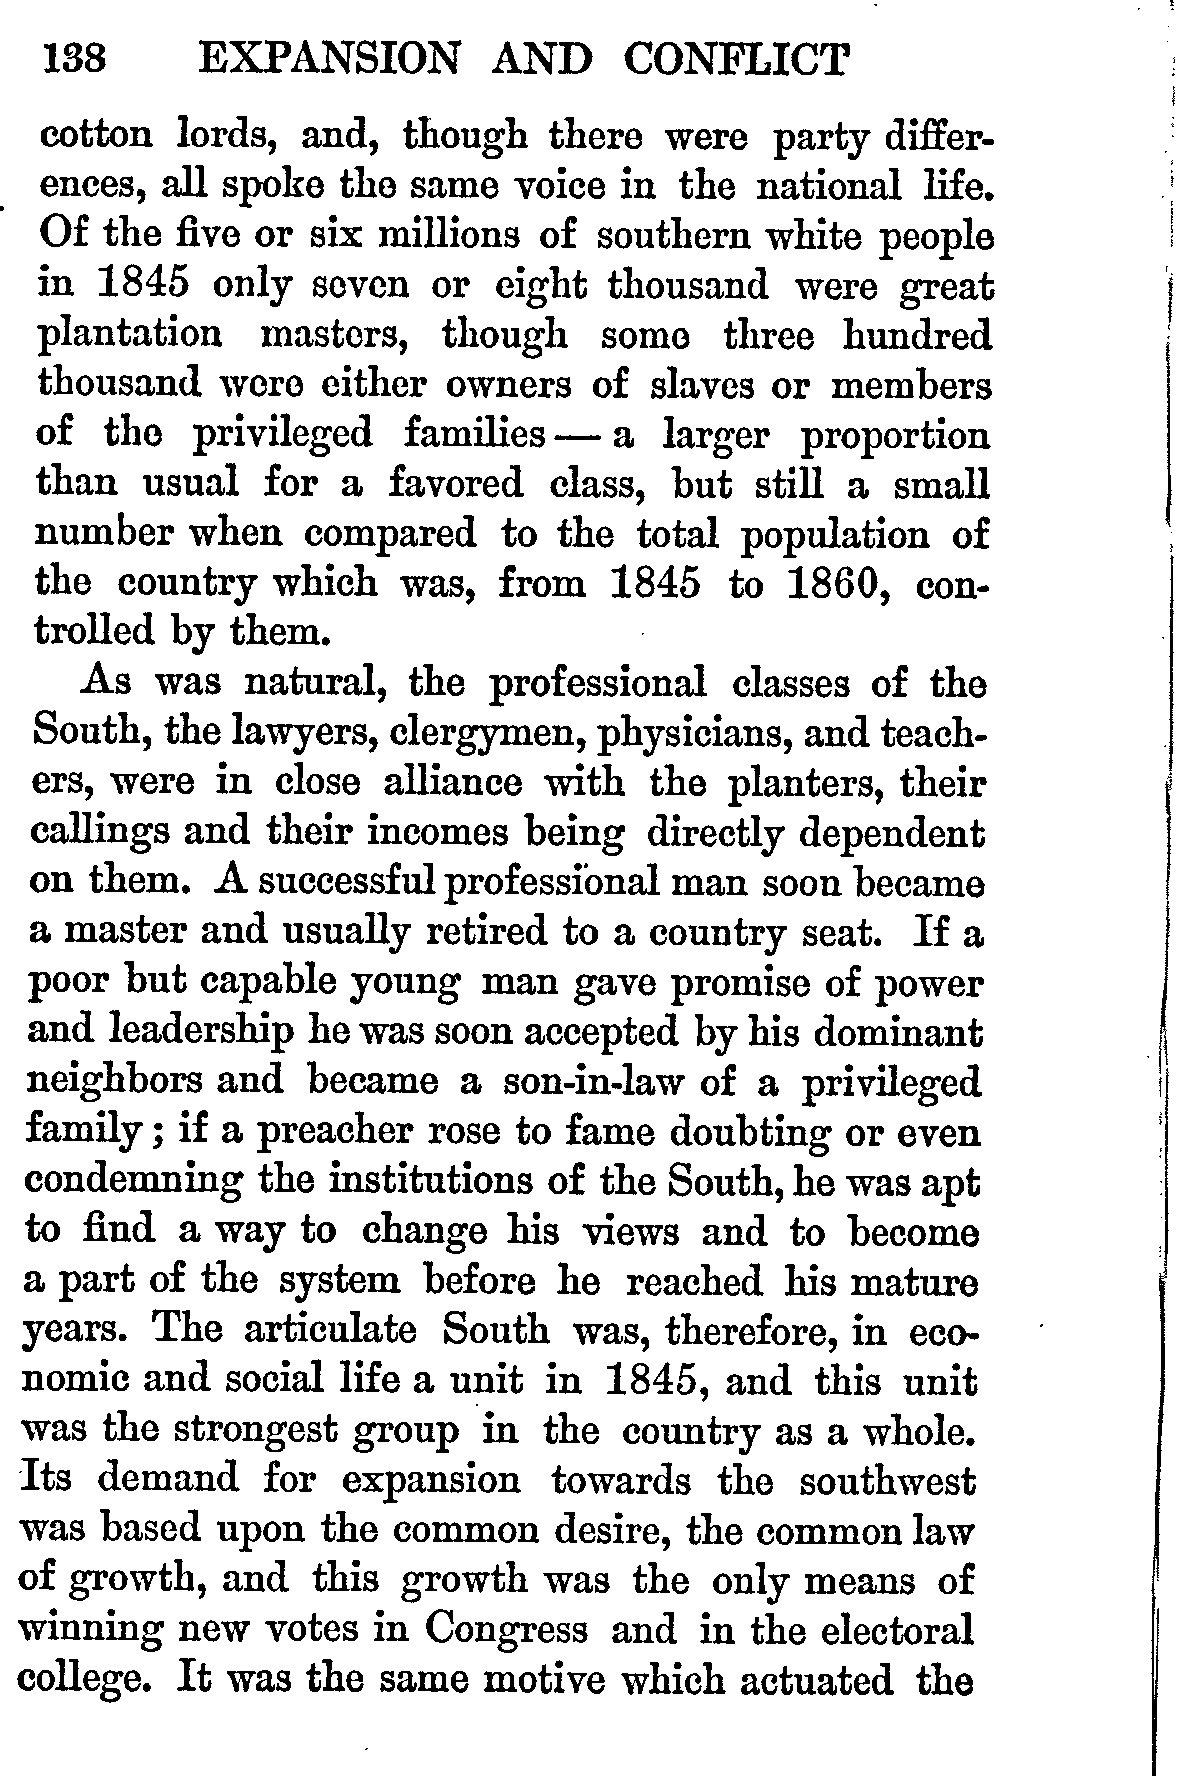 138 EXPANSION AND CONFLICT
cotton lords, and, though there were party differ-
ences, all spoke the same voice in the national life.
Of the five or six millions of southern white people
in 1845 only seven or eight thousand were great
plantation masters, though some three hundred
thousand were either owners of slaves or members
of the privileged families — a larger proportion
than usual for a favored class, but still a small
number when compared to the total population of
the country which was, from 1845 to 1860, con-
trolled by them.
As was natural, the professional classes of the
South, the lawyers, clergymen, physicians, and teach-
ers, were in close alliance with the planters, their
callings and their incomes being directly dependent
on them. A successful professional man soon became
a master and usually retired to a country seat. If a
poor but capable young man gave promise of power
and leadership he was soon accepted by his dominant
neighbors and became a son-in-law of a privileged
family; if a preacher rose to fame doubting or even
condemning the institutions of the South, he was apt
to find a way to change his views and to become
a part of the system before he reached his mature
years. The articulate South was, therefore, in eco-
nomic and social life a unit in 1845, and this unit
was the strongest group in the country as a whole.
Its demand for expansion towards the southwest
was based upon the common desire, the common law
of growth, and this growth was the only means of
winning new votes in Congress and in the electoral
college. It was the same motive which actuated the